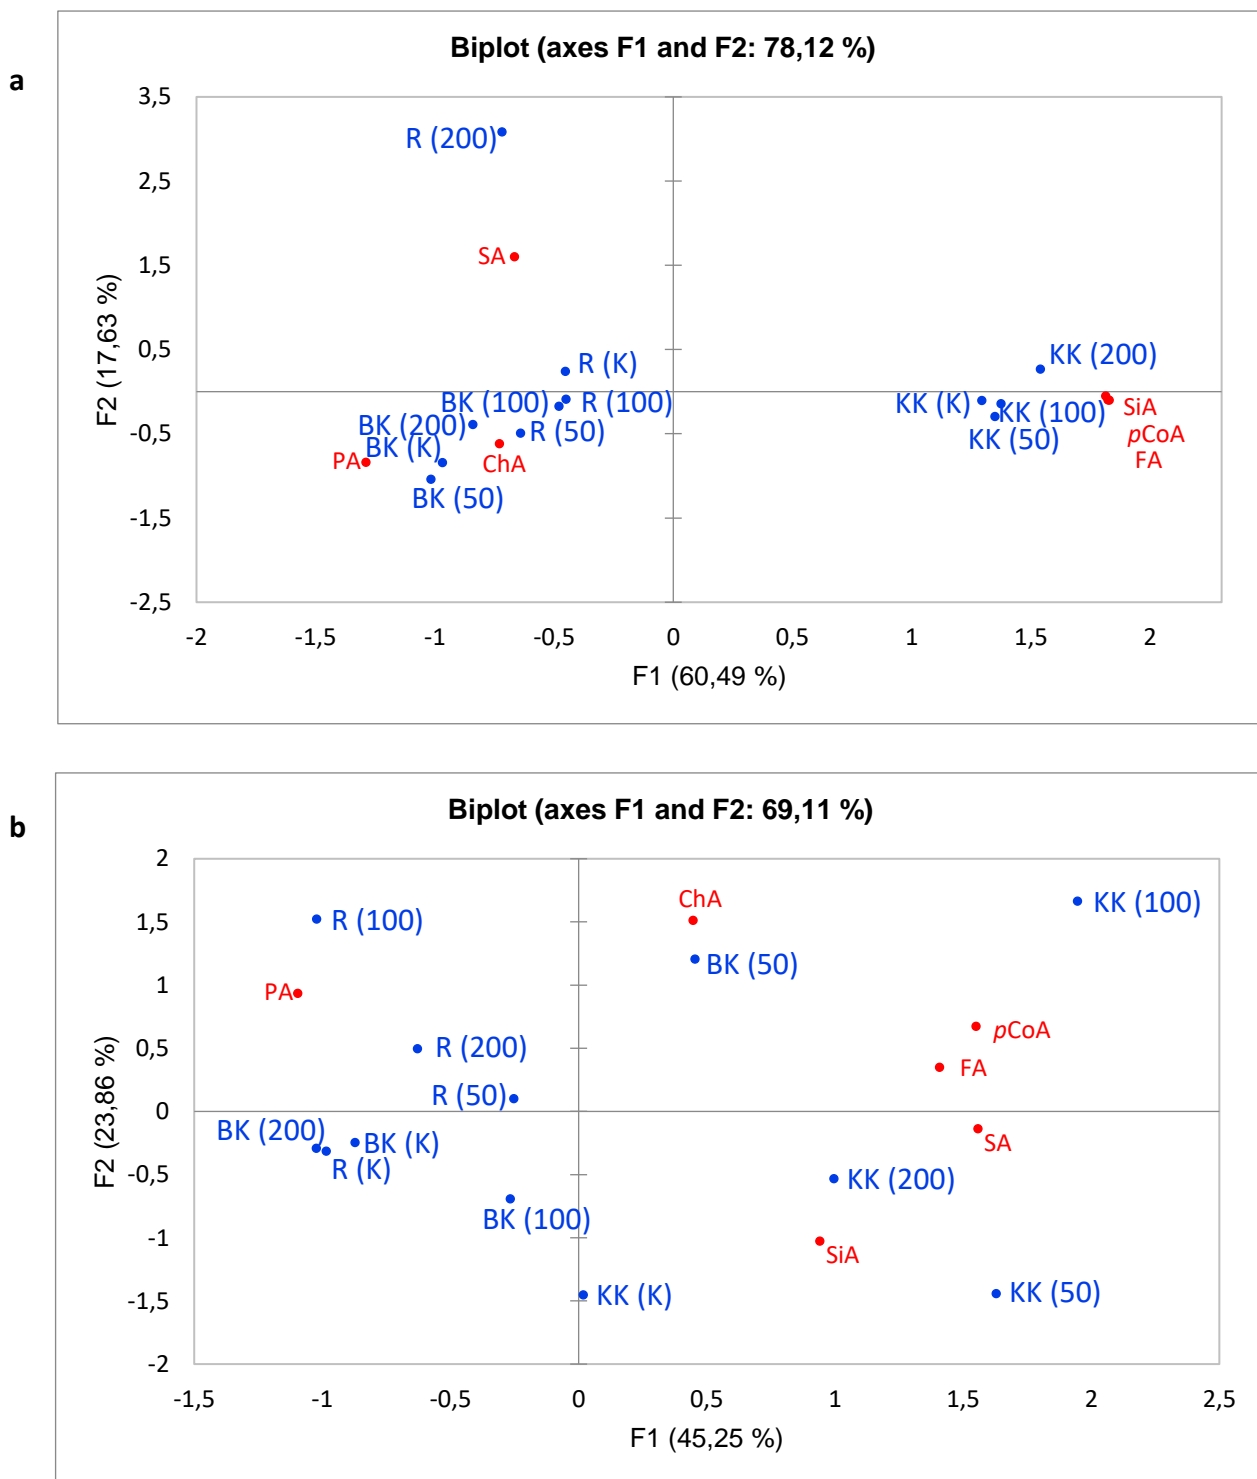 a
Biplot (axes F1 and F2: 78,12 %)
3,5
2,5
1,5
0,5
-0,5
-1,5
-2,5
F2 (17,63 %)
R (200)
SA
R (K)
KK (200)
BK (100)
R (100)
KK (K)
KK (100)
SiA
BK (200)
R (50)
KK (50)
pCoA
BK (K)
PA
ChA
FA
BK (50)
-2
-1,5
-1
-0,5
0
0,5
1
1,5
2
F1 (60,49 %)
b
Biplot (axes F1 and F2: 69,11 %)
2
1,5
1
0,5
0
-0,5
-1
-1,5
-2
F2 (23,86 %)
ChA
KK (100)
R (100)
BK (50)
PA
pCoA
R (200)
FA
R (50)
BK (200)
BK (K)
SA
R (K)
KK (200)
BK (100)
SiA
KK (K)
KK (50)
-1,5
-1
-0,5
0
0,5
1
1,5
2
2,5
F1 (45,25 %)